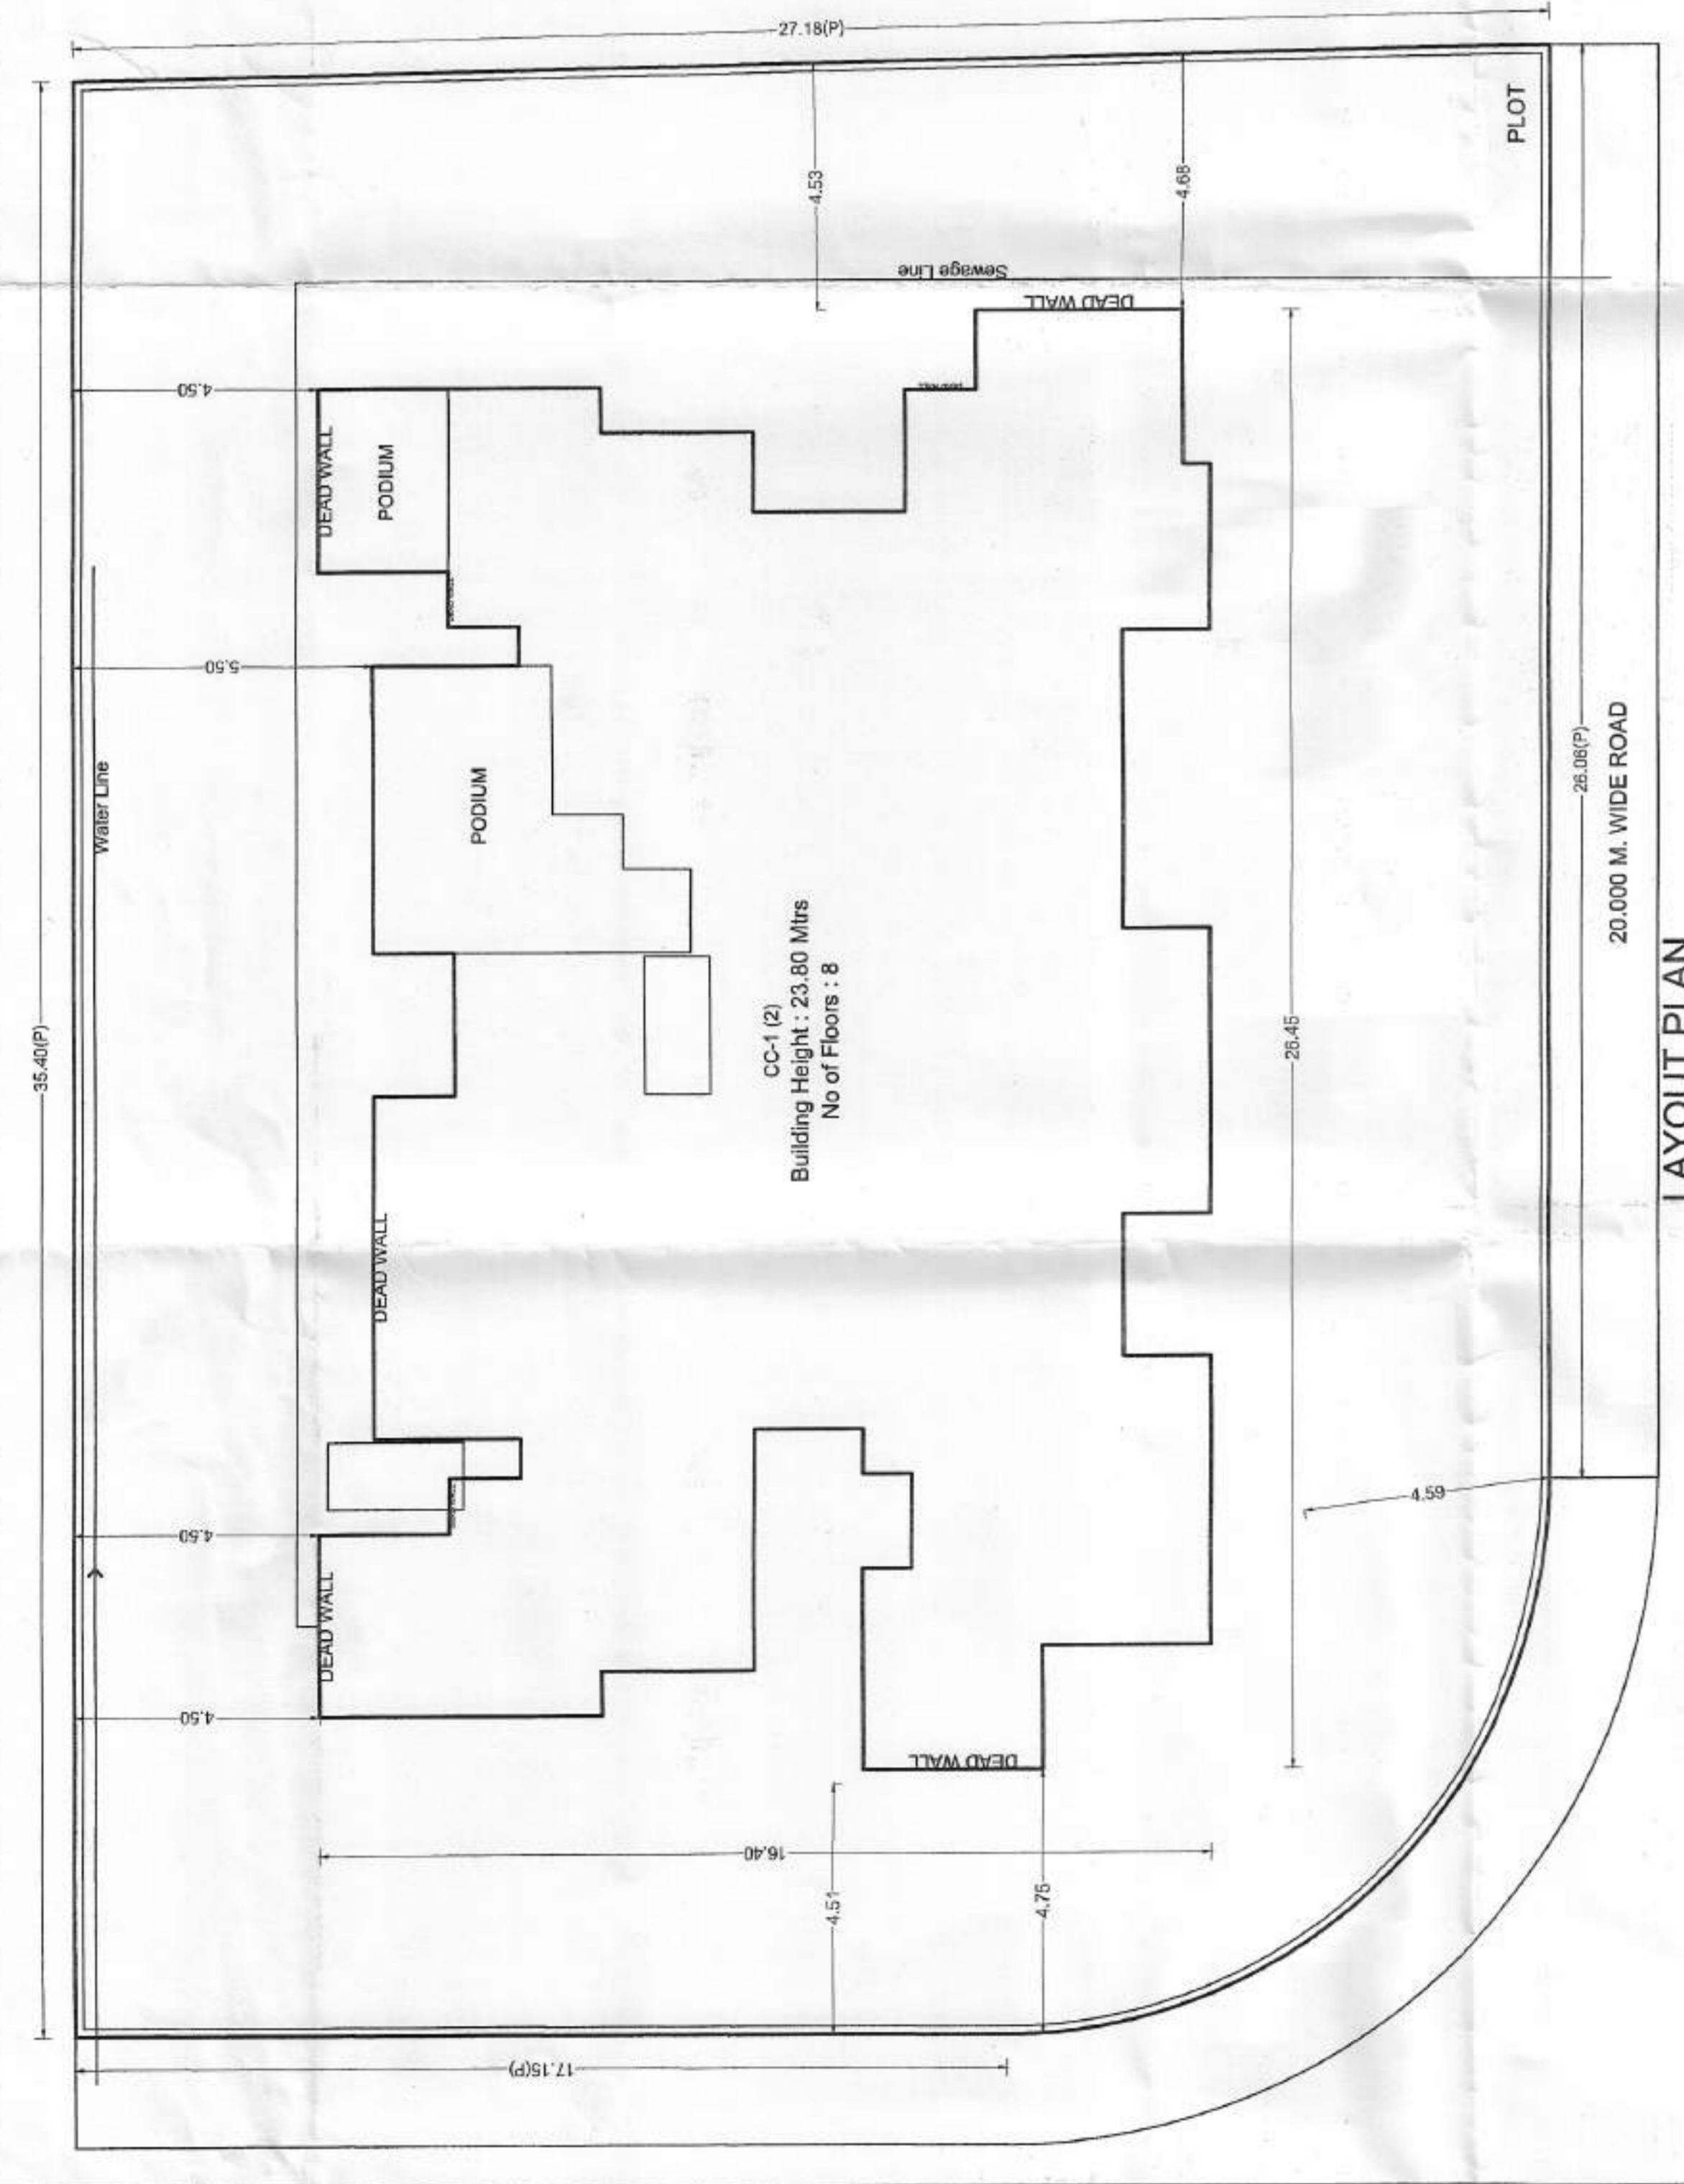 27.18(P)
PLOT
4.53
4.68
Sewage Line
DEAD WALL
4.50
DEAD WALL
PODIUM
5.50
Water Line
PODIUM
26.06(P)
20.000 M. WIDE ROAD
35.40(P)
CC-1 (2)
Building Height : 23.80 Mtrs
No of Floors : 8
26.45
LAYOUT PLAN
DEAD WALL
4.59
4.50
DEAD WALL
4.50
DEAD WALL
16.40
4.51
4.75
17.15(P)